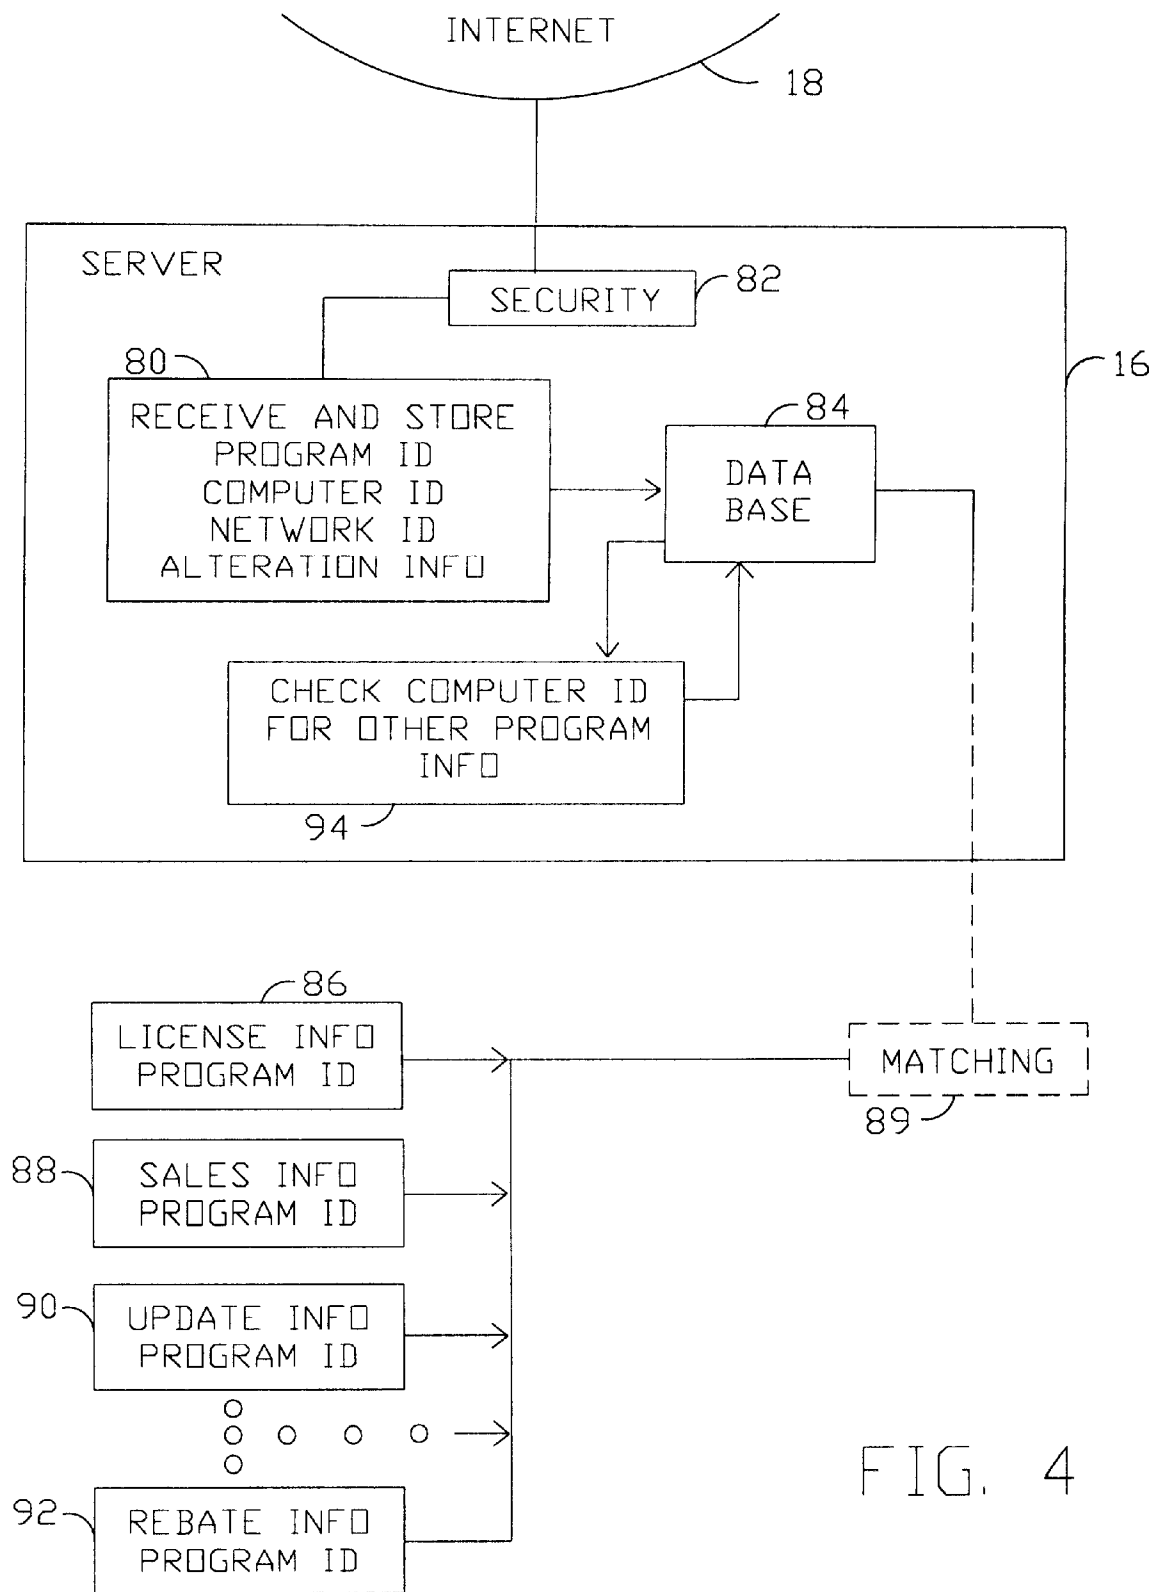 INTERNET
18
SERVER
SECURITY
82
80
16
RECEIVE AND STORE
PROGRAM ID
COMPUTER ID
NETWORK ID
ALTERATION INFO
84
DATA
BASE
CHECK COMPUTER ID
FOR OTHER PROGRAM
INFO
94
86
LICENSE INFO
PROGRAM ID
MATCHING
89
88
SALES INFO
PROGRAM ID
90
UPDATE INFO
PROGRAM ID
92
REBATE INFO
PROGRAM ID
FIG. 4